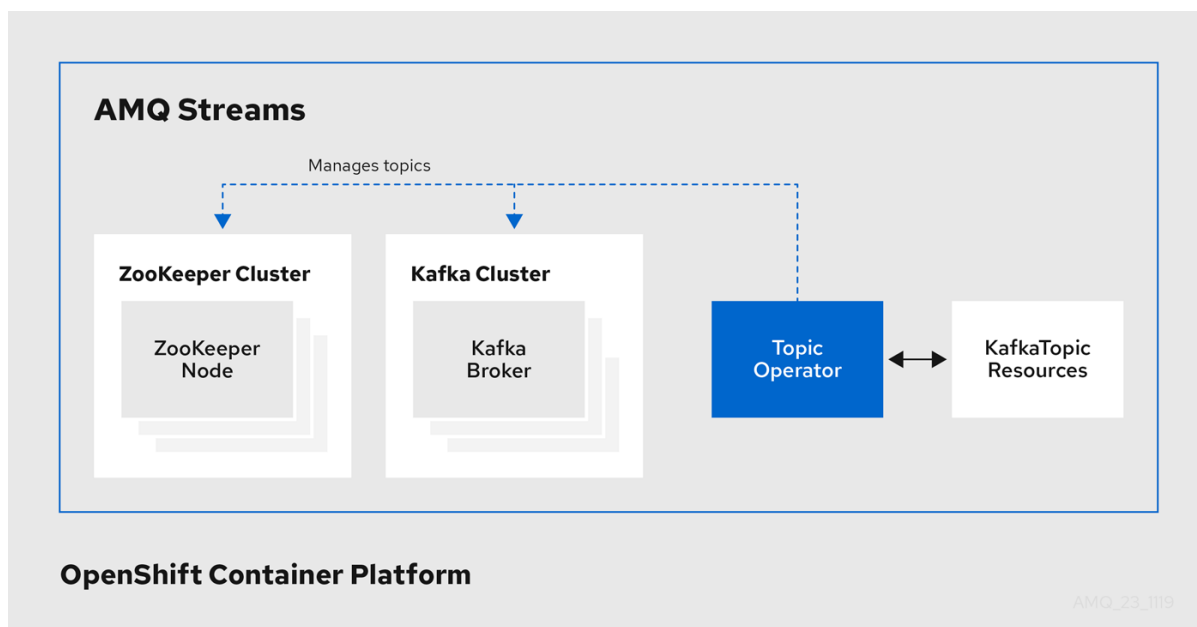 AMQ Streams
Manages topics
ZooKeeper Cluster
ZooKeeper
Node
Kafka Cluster
Kafka
Broker
Topic
Operator
KafkaTopic
Resources
OpenShift Container Platform
AMQ_23_1119